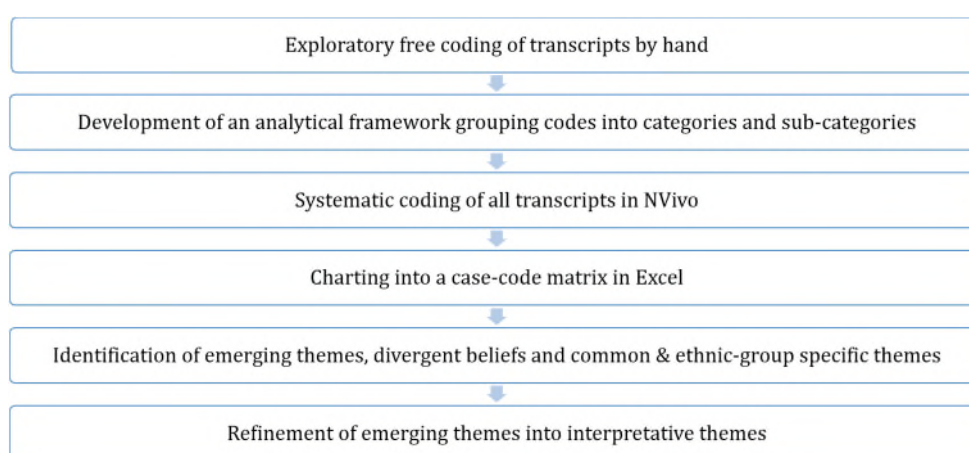 Exploratory free coding of transcripts by hand
Development of an analytical framework grouping codes into categories and sub-categories
Systematic coding of all transcripts in NVivo
Charting into a case-code matrix in Excel
Identification of emerging themes, divergent beliefs and common & ethnic-group specific themes
Refinement of emerging themes into interpretative themes